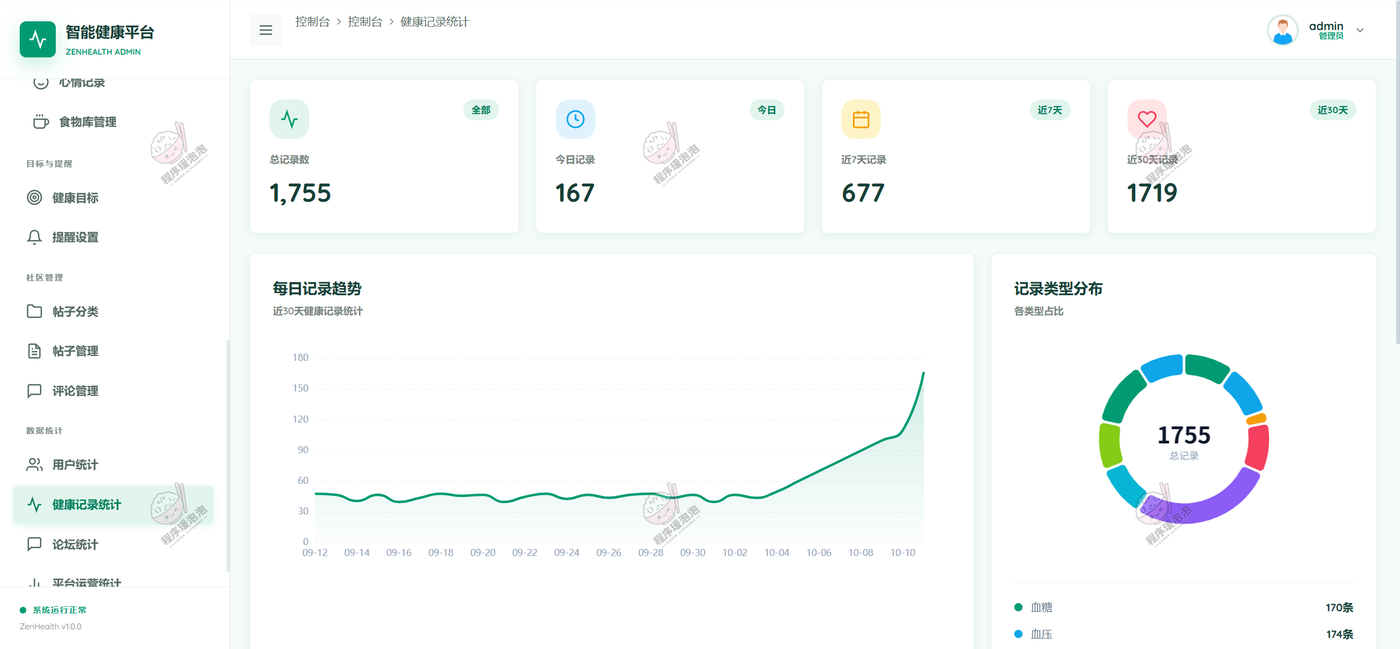 智能健康平台
ZENHEALTH ADMIN
心情记录
食物库管理
目标与提醒
健康目标
提醒设置
社区管理
帖子分类
帖子管理
评论管理
数据统计
用户统计
健康记录统计
论坛统计
平台运营统计
系统运行正常
ZenHealth v1.0.0
控制台 > 控制台 > 健康记录统计
admin
管理员
全部
总记录数
1,755
今日
今日记录
167
近7天
近7天记录
677
近30天
近30天记录
1719
每日记录趋势
近30天健康记录统计
180
150
120
90
60
30
0
09-12 09-14 09-16 09-18 09-20 09-22 09-24 09-26 09-28 09-30 10-02 10-04 10-06 10-08 10-10
记录类型分布
各类型占比
1755
总记录
血糖 170条
血压 174条
程序瑗泡泡
程序瑗泡泡
程序瑗泡泡
程序瑗泡泡
程序瑗泡泡
程序瑗泡泡